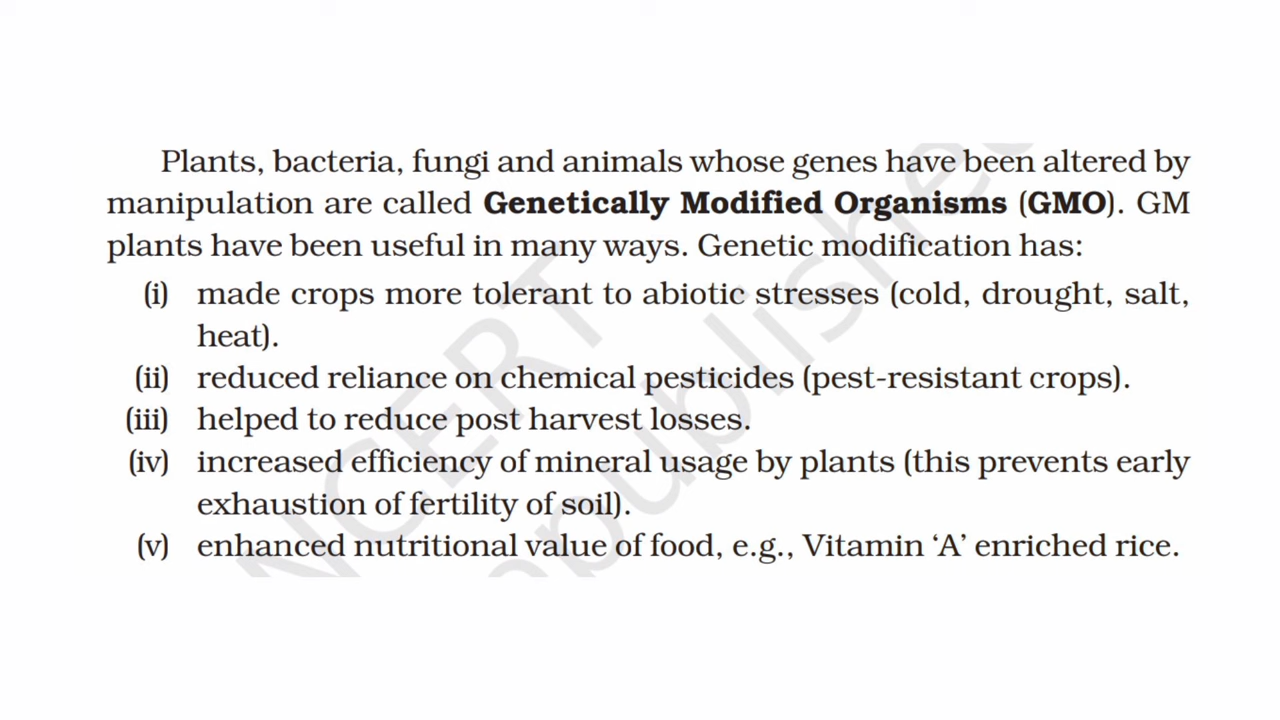 Plants, bacteria, fungi and animals whose genes have been altered by
manipulation are called Genetically Modified Organisms (GMO). GM
plants have been useful in many ways. Genetic modification has:
(i) made crops more tolerant to abiotic stresses (cold, drought, salt,
heat).
(ii) reduced reliance on chemical pesticides (pest-resistant crops).
(iii) helped to reduce post harvest losses.
(iv) increased efficiency of mineral usage by plants (this prevents early
exhaustion of fertility of soil).
(v) enhanced nutritional value of food, e.g., Vitamin ‘A’ enriched rice.
NCERT